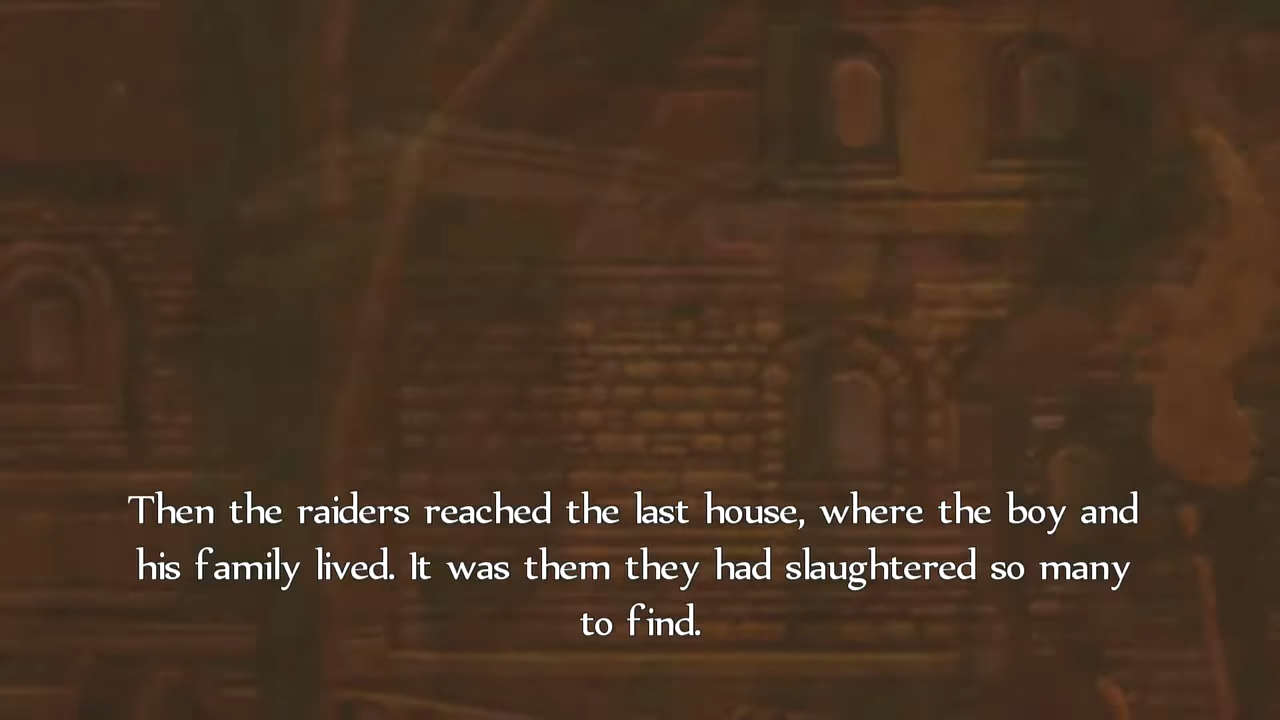 Then the raiders reached the last house, where the boy and
his family lived. It was them they had slaughtered so many
to find.